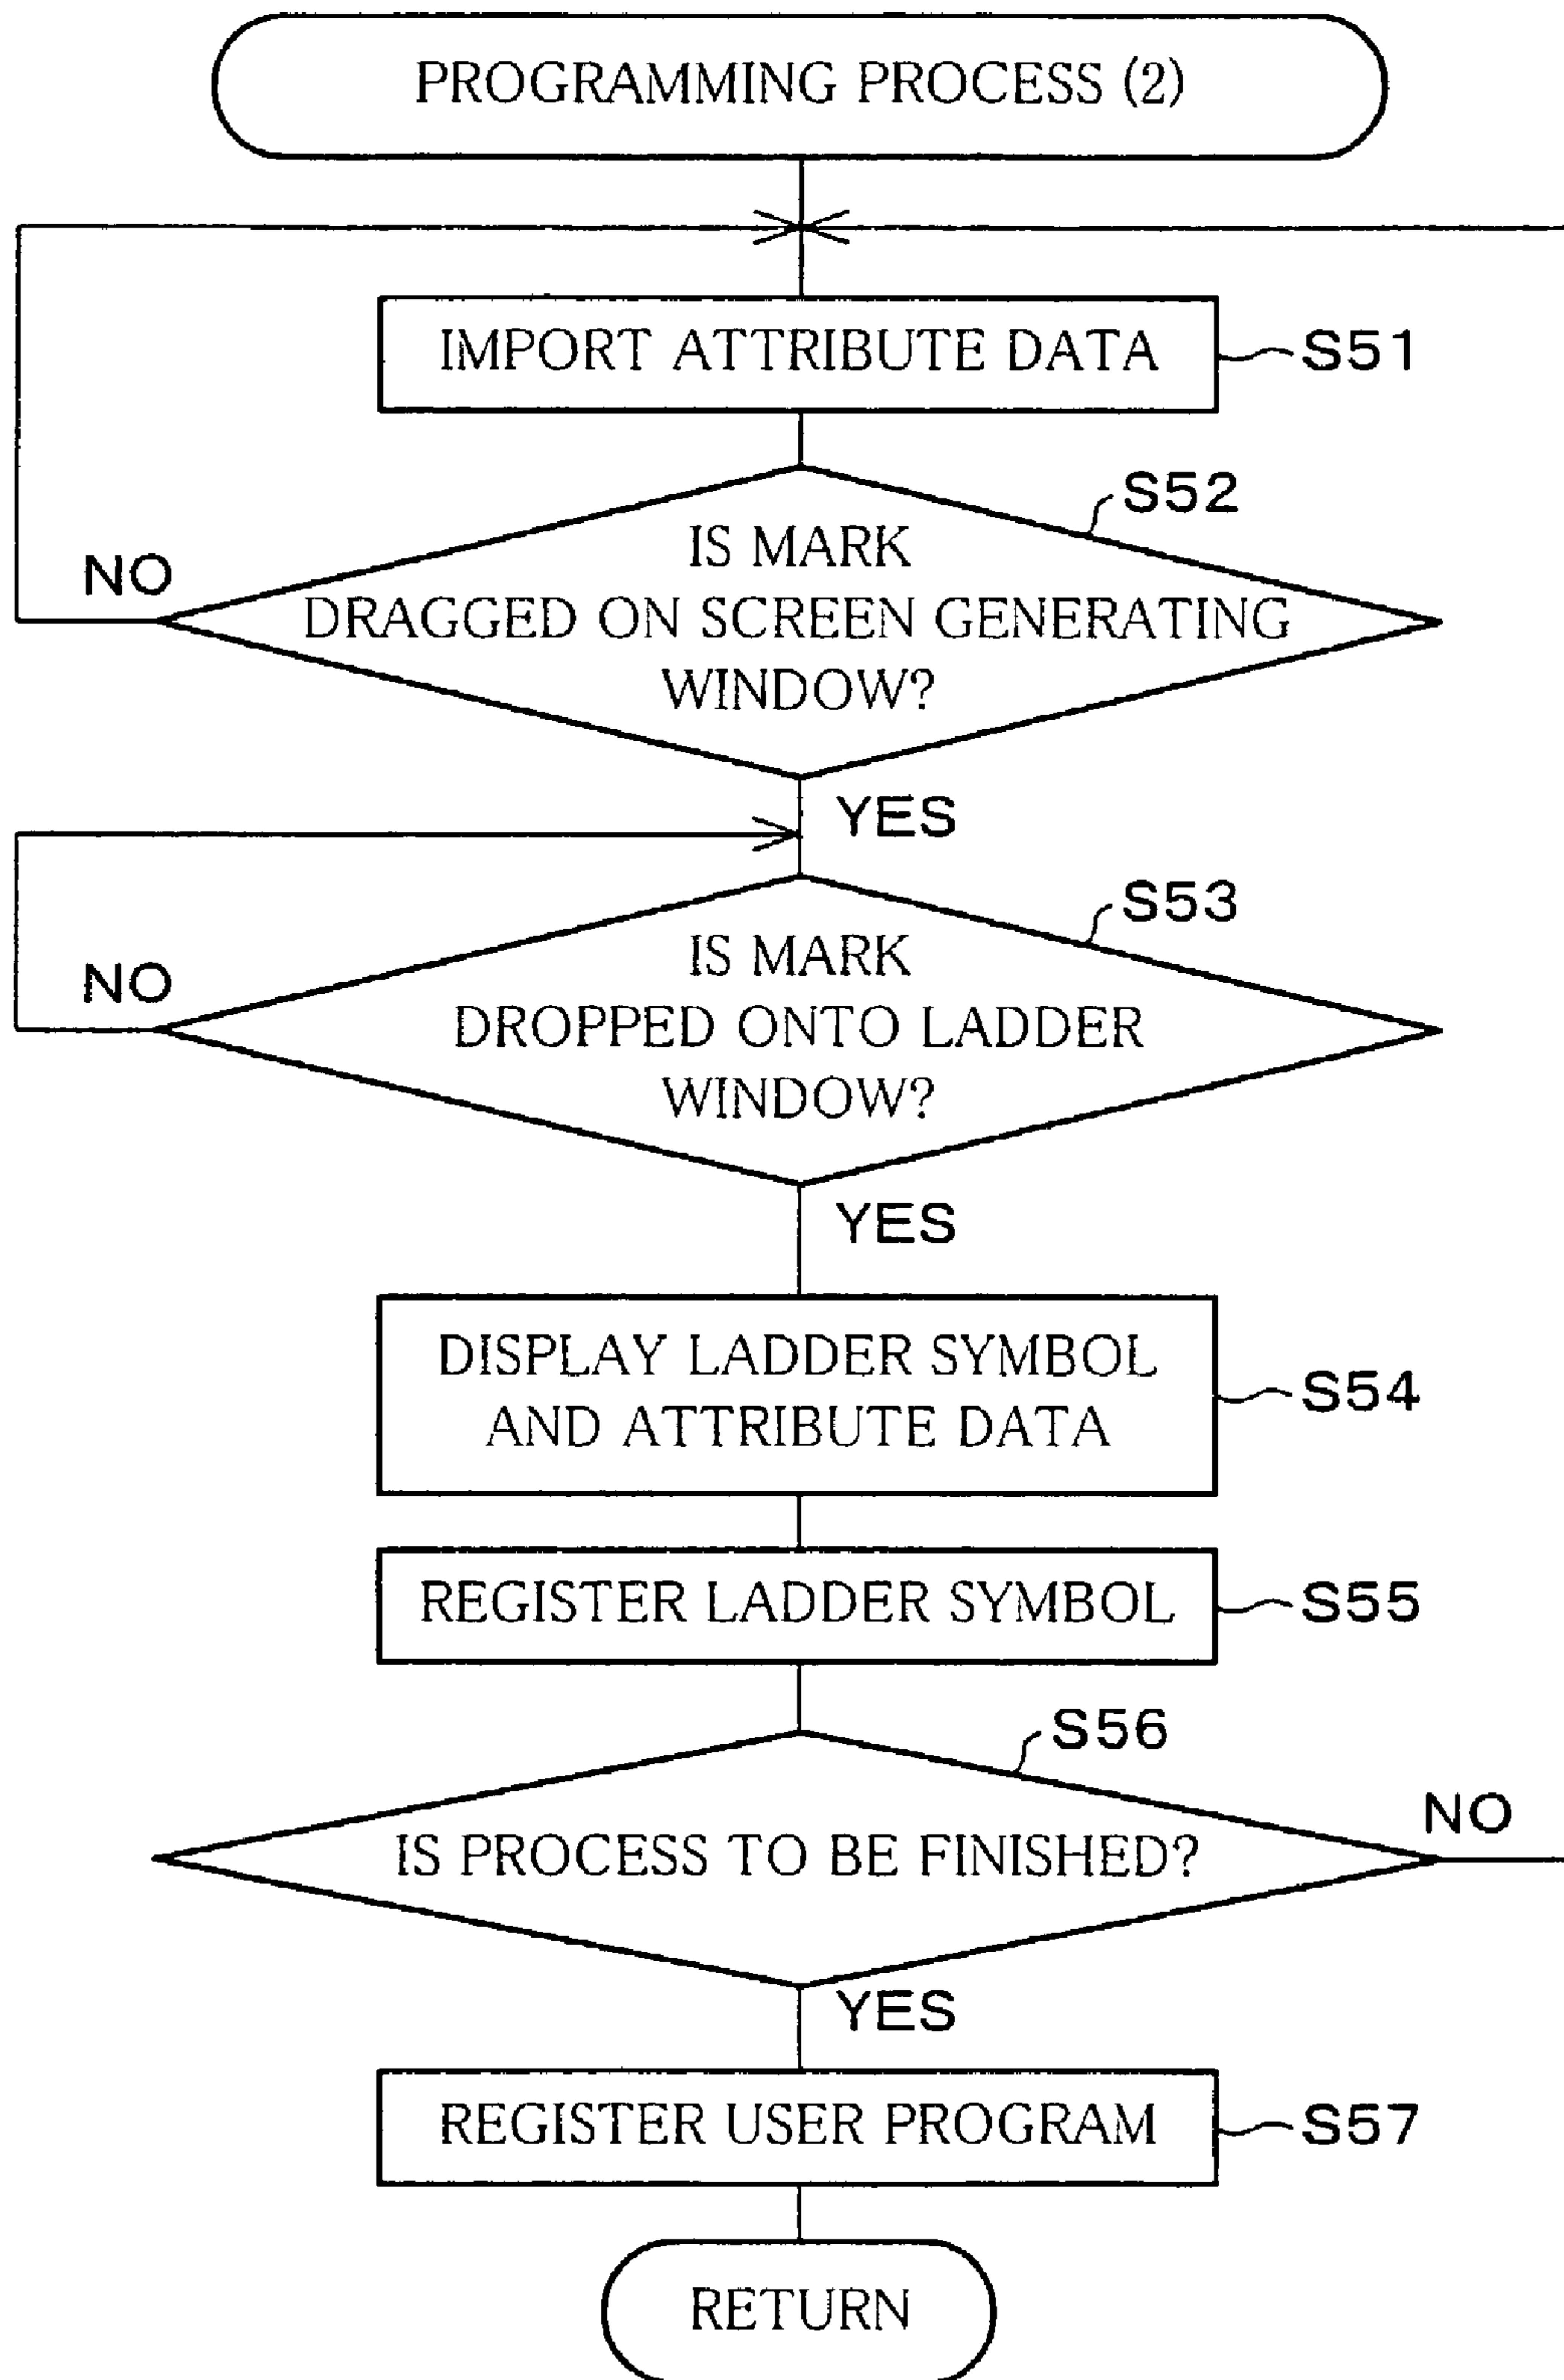 PROGRAMMING PROCESS (2)
IMPORT ATTRIBUTE DATA
S51
S52
IS MARK
NO
DRAGGED ON SCREEN GENERATING
WINDOW?
YES
S53
IS MARK
NO
DROPPED ONTO LADDER
WINDOW?
YES
DISPLAY LADDER SYMBOL
AND ATTRIBUTE DATA
S54
REGISTER LADDER SYMBOL
S55
S56
NO
IS PROCESS TO BE FINISHED?
YES
REGISTER USER PROGRAM
S57
RETURN